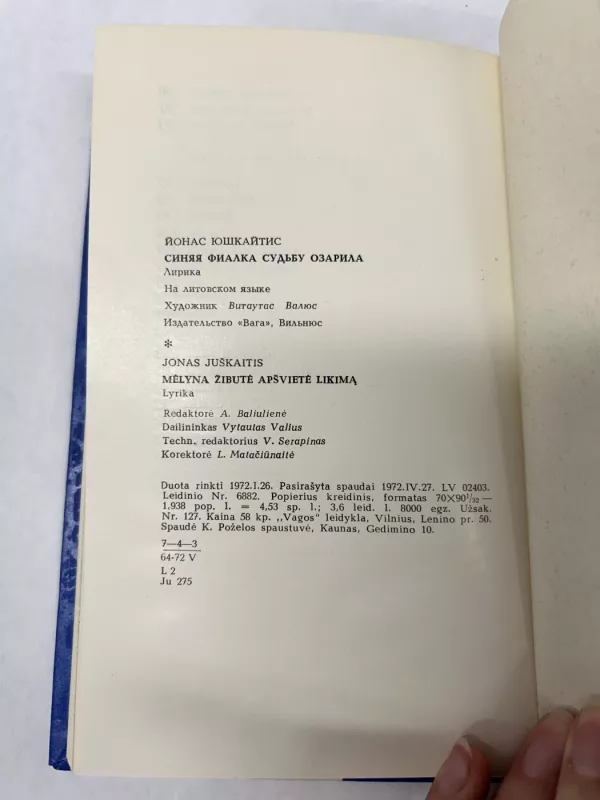 ЙОНАС ЮШКАЙТИС
СИНЯЯ ФИАЛКА СУДЬБУ ОЗАРИЛА
Лирика
На литовском языке
Художник Витаутас Валюс
Издательство «Вага», Вильнюс
*
JONAS JUŠKAITIS
MĖLYNA ŽIBUTĖ APŠVIETĖ LIKIMĄ
Lyrika
Redaktorė A. Baliulienė
Dailininkas Vytautas Valius
Techn. redaktorius V. Serapinas
Korektorė L. Matačiūnaitė
Duota rinkti 1972.I.26. Pasirašyta spaudai 1972.IV.27. LV 02403.
Leidinio Nr. 6882. Popierius kreidinis, formatas 70×90¹/₃₂—
1,938 pop. l. = 4,53 sp. l.; 3,6 leid. l. 8000 egz. Užsak.
Nr. 127. Kaina 58 kp. ,,Vagos" leidykla, Vilnius, Lenino pr. 50.
Spaudė K. Poželos spaustuvė, Kaunas, Gedimino 10.
7—4—3
64-72 V
L 2
Ju 275